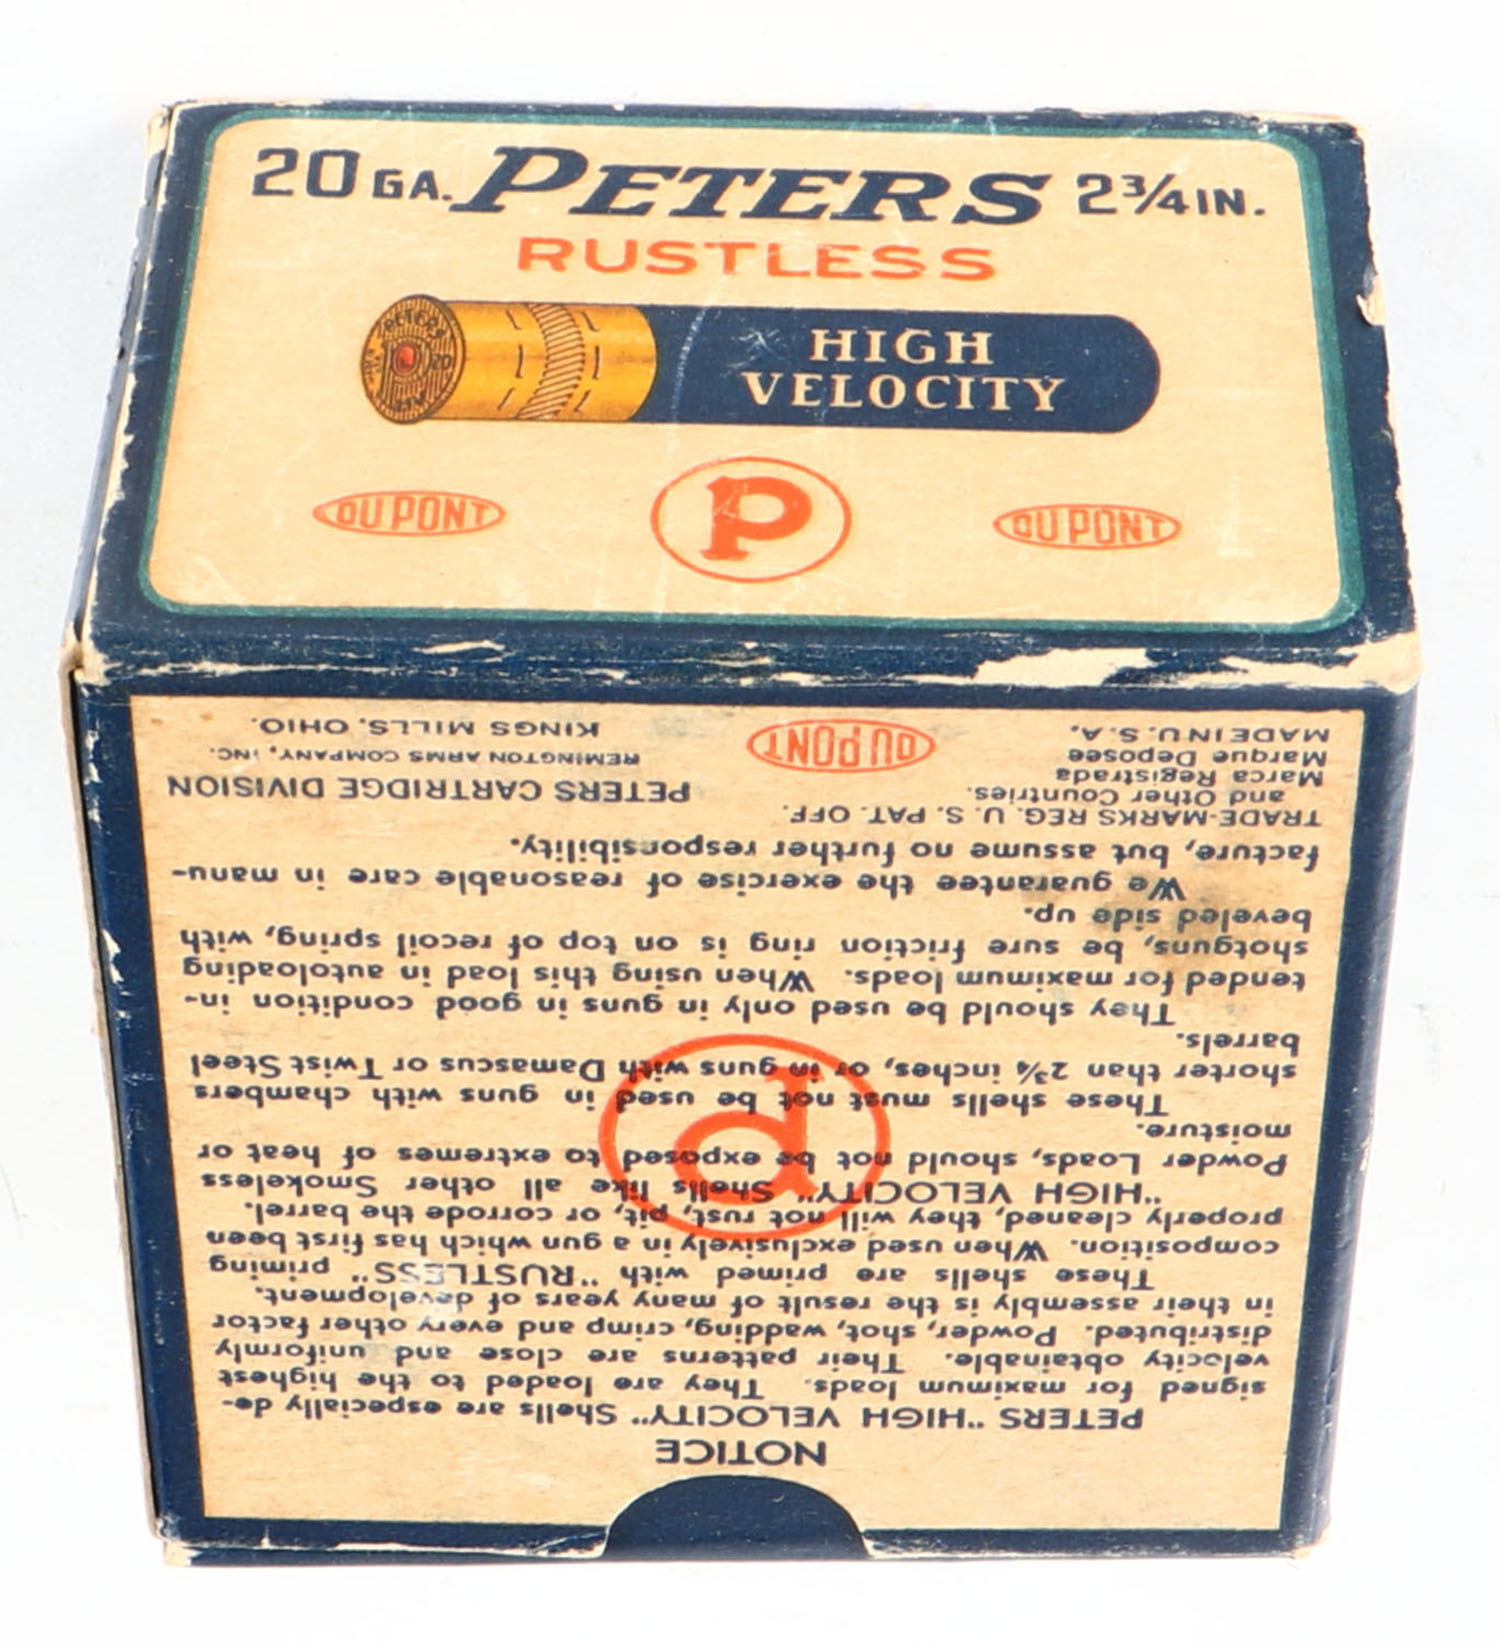 20 GA. PETERS 2¾ IN.
RUSTLESS
PETERS
20
HV
HIGH
VELOCITY
DU PONT
P
DU PONT
NOTICE
PETERS "HIGH VELOCITY" Shells are especially de-
signed for maximum loads. They are loaded to the highest
velocity obtainable. Their patterns are close and uniformly
distributed. Powder, shot, wadding, crimp and every other factor
in their assembly is the result of many years of development.
These shells are primed with "RUSTLESS" priming
composition. When used exclusively in a gun which has first been
properly cleaned, they will not rust, pit, or corrode the barrel.
"HIGH VELOCITY" Shells like all other Smokeless
Powder Loads, should not be exposed to extremes of heat or
moisture.
These shells must not be used in guns with chambers
shorter than 2¾ inches, or in guns with Damascus or Twist Steel
barrels.
They should be used only in guns in good condition in-
tended for maximum loads. When using this load in autoloading
shotguns, be sure friction ring is on top of recoil spring, with
beveled side up.
We guarantee the exercise of reasonable care in manu-
facture, but assume no further responsibility.
P
TRADE-MARKS REG. U. S. PAT. OFF.
and Other Countries.
Marca Registrada
Marque Deposee
MADE IN U. S. A.
DU PONT
PETERS CARTRIDGE DIVISION
REMINGTON ARMS COMPANY, INC.
KINGS MILLS, OHIO.